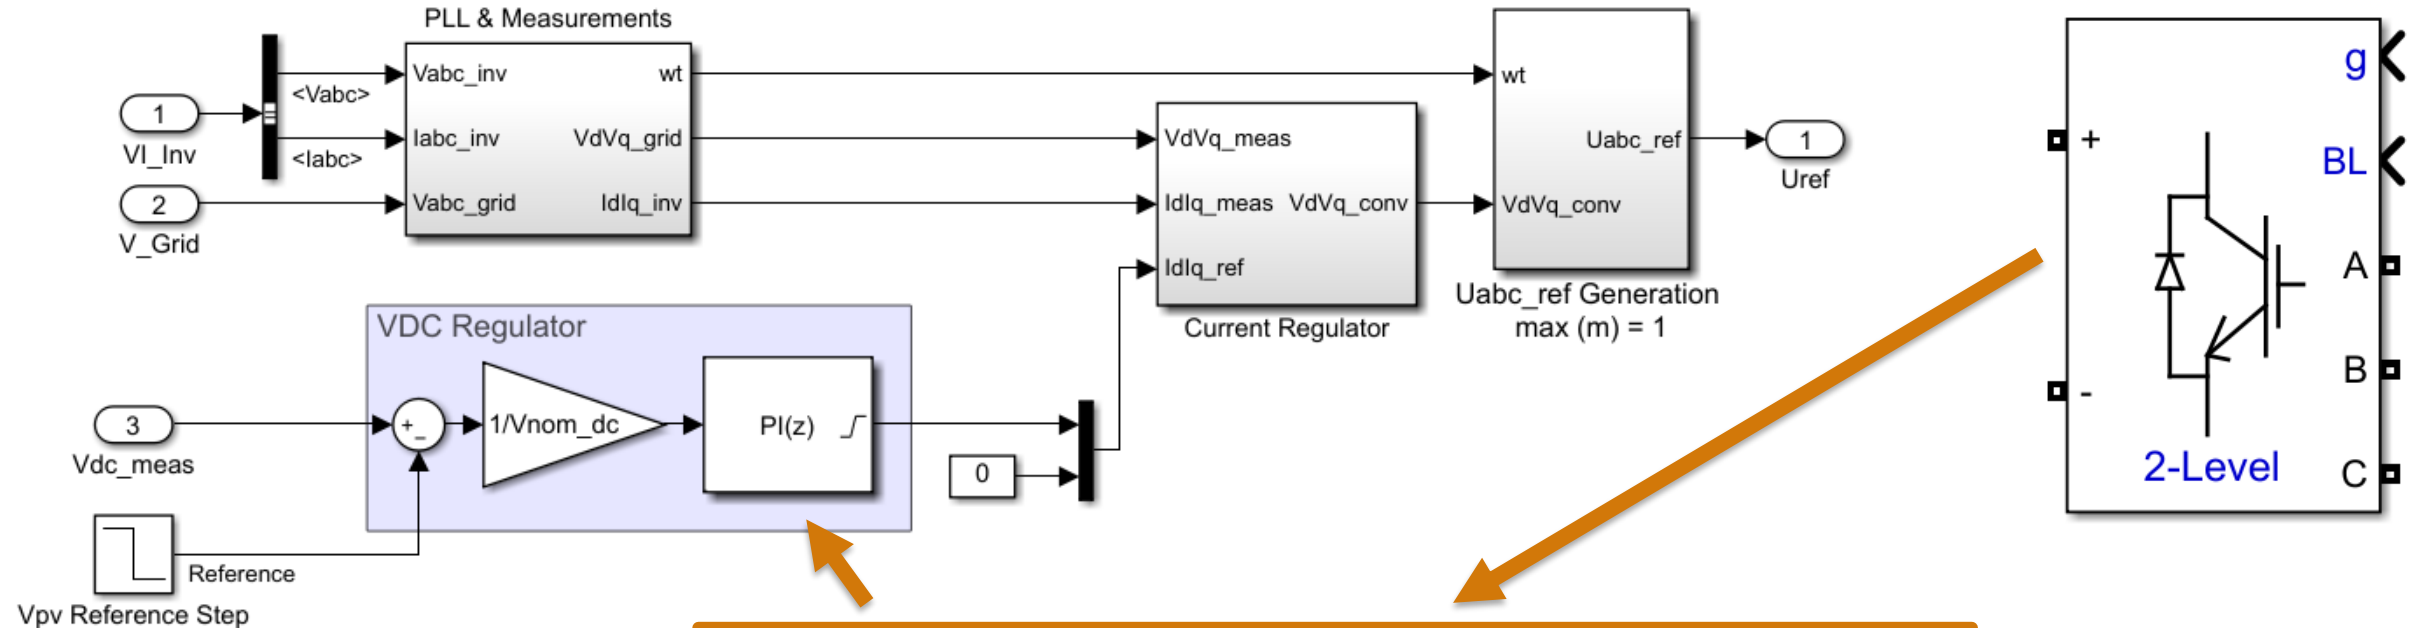 PLL & Measurements
Vabc_inv
wt
<Vabc>
1
VI_Inv
Iabc_inv
VdVq_grid
<Iabc>
2
V_Grid
Vabc_grid
IdIq_inv
VdVq_meas
IdIq_meas
VdVq_conv
IdIq_ref
Current Regulator
wt
Uabc_ref
VdVq_conv
Uabc_ref Generation
max (m) = 1
1
Uref
VDC Regulator
3
Vdc_meas
+
_
1/Vnom_dc
PI(z)
0
Reference
Vpv Reference Step
g
+
BL
A
B
-
2-Level
C